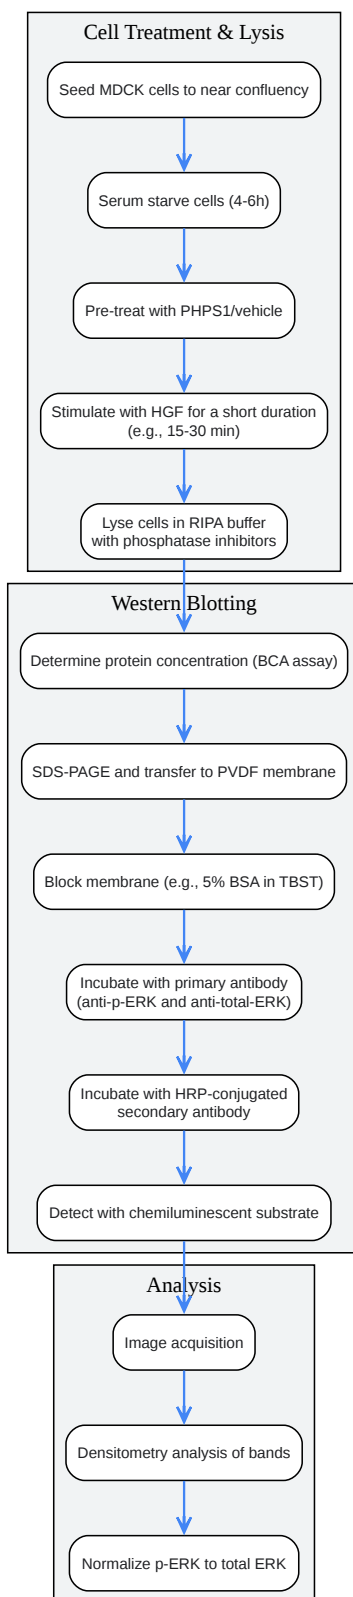 Cell Treatment & Lysis
Seed MDCK cells to near confluency
Serum starve cells (4-6h)
Pre-treat with PHPS1/vehicle
Stimulate with HGF for a short duration
(e.g., 15-30 min)
Lyse cells in RIPA buffer
with phosphatase inhibitors
Western Blotting
Determine protein concentration (BCA assay)
SDS-PAGE and transfer to PVDF membrane
Block membrane (e.g., 5% BSA in TBST)
Incubate with primary antibody
(anti-p-ERK and anti-total-ERK)
Incubate with HRP-conjugated
secondary antibody
Detect with chemiluminescent substrate
Analysis
Image acquisition
Densitometry analysis of bands
Normalize p-ERK to total ERK